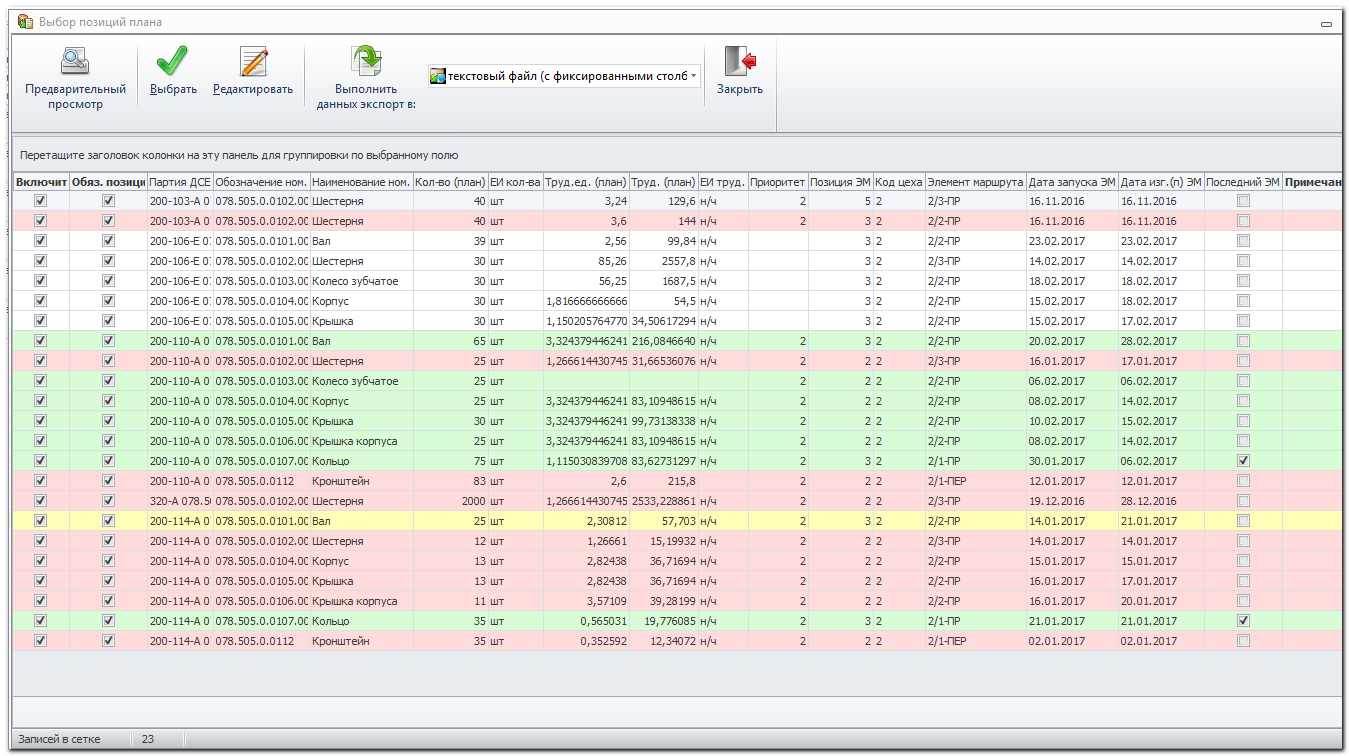 Выбор позиций плана
Предварительный просмотр
Выбрать
Редактировать
Выполнить данных экспорт в:
текстовый файл (с фиксированными столб
Закрыть
Перетащите заголовок колонки на эту панель для группировки по выбранному полю
Включит Обяз. позици Партия ДСЕ Обозначение ном. Наименование ном. Кол-во (план) ЕИ кол-ва Труд.ед. (план) Труд. (план) ЕИ труд. Приоритет Позиция ЭМ Код цеха Элемент маршрута Дата запуска ЭМ Дата изг.(п) ЭМ Последний ЭМ Примечан
200-103-А 0 078.505.0.0102.00 Шестерня 40 шт 3,24 129,6 н/ч 2 5 2 2/3-ПР 16.11.2016 16.11.2016
200-103-А 0 078.505.0.0102.00 Шестерня 40 шт 3,6 144 н/ч 2 3 2 2/3-ПР 16.11.2016 16.11.2016
200-106-Е 0 078.505.0.0101.00 Вал 39 шт 2,56 99,84 н/ч 3 2 2/2-ПР 23.02.2017 23.02.2017
200-106-Е 0 078.505.0.0102.00 Шестерня 30 шт 85,26 2557,8 н/ч 3 2 2/3-ПР 14.02.2017 14.02.2017
200-106-Е 0 078.505.0.0103.00 Колесо зубчатое 30 шт 56,25 1687,5 н/ч 3 2 2/2-ПР 18.02.2017 18.02.2017
200-106-Е 0 078.505.0.0104.00 Корпус 30 шт 1,816666666666 54,5 н/ч 3 2 2/2-ПР 15.02.2017 18.02.2017
200-106-Е 0 078.505.0.0105.00 Крышка 30 шт 1,150205764770 34,50617294 н/ч 3 2 2/2-ПР 15.02.2017 17.02.2017
200-110-А 0 078.505.0.0101.00 Вал 65 шт 3,324379446241 216,0846640 н/ч 2 3 2 2/2-ПР 20.02.2017 28.02.2017
200-110-А 0 078.505.0.0102.00 Шестерня 25 шт 1,266614430745 31,66536076 н/ч 2 2 2 2/3-ПР 16.01.2017 17.01.2017
200-110-А 0 078.505.0.0103.00 Колесо зубчатое 25 шт 2 2 2 2/2-ПР 06.02.2017 06.02.2017
200-110-А 0 078.505.0.0104.00 Корпус 25 шт 3,324379446241 83,10948615 н/ч 2 2 2 2/2-ПР 08.02.2017 14.02.2017
200-110-А 0 078.505.0.0105.00 Крышка 30 шт 3,324379446241 99,73138338 н/ч 2 2 2 2/2-ПР 10.02.2017 15.02.2017
200-110-А 0 078.505.0.0106.00 Крышка корпуса 25 шт 3,324379446241 83,10948615 н/ч 2 2 2 2/2-ПР 08.02.2017 14.02.2017
200-110-А 0 078.505.0.0107.00 Кольцо 75 шт 1,115030839708 83,62731297 н/ч 2 3 2 2/1-ПР 30.01.2017 06.02.2017
200-110-А 0 078.505.0.0112 Кронштейн 83 шт 2,6 215,8 2 2 2 2/1-ПЕР 12.01.2017 12.01.2017
320-А 078.50 078.505.0.0102.00 Шестерня 2000 шт 1,266614430745 2533,228861 н/ч 2 2 2 2/3-ПР 19.12.2016 28.12.2016
200-114-А 0 078.505.0.0101.00 Вал 25 шт 2,30812 57,703 н/ч 2 3 2 2/2-ПР 14.01.2017 21.01.2017
200-114-А 0 078.505.0.0102.00 Шестерня 12 шт 1,26661 15,19932 н/ч 2 2 2 2/3-ПР 14.01.2017 14.01.2017
200-114-А 0 078.505.0.0104.00 Корпус 13 шт 2,82438 36,71694 н/ч 2 2 2 2/2-ПР 15.01.2017 15.01.2017
200-114-А 0 078.505.0.0105.00 Крышка 13 шт 2,82438 36,71694 н/ч 2 2 2 2/2-ПР 16.01.2017 17.01.2017
200-114-А 0 078.505.0.0106.00 Крышка корпуса 11 шт 3,57109 39,28199 н/ч 2 2 2 2/2-ПР 16.01.2017 20.01.2017
200-114-А 0 078.505.0.0107.00 Кольцо 35 шт 0,565031 19,776085 н/ч 2 3 2 2/1-ПР 21.01.2017 21.01.2017
200-114-А 0 078.505.0.0112 Кронштейн 35 шт 0,352592 12,34072 н/ч 2 2 2 2/1-ПЕР 02.01.2017 02.01.2017
Записей в сетке 23